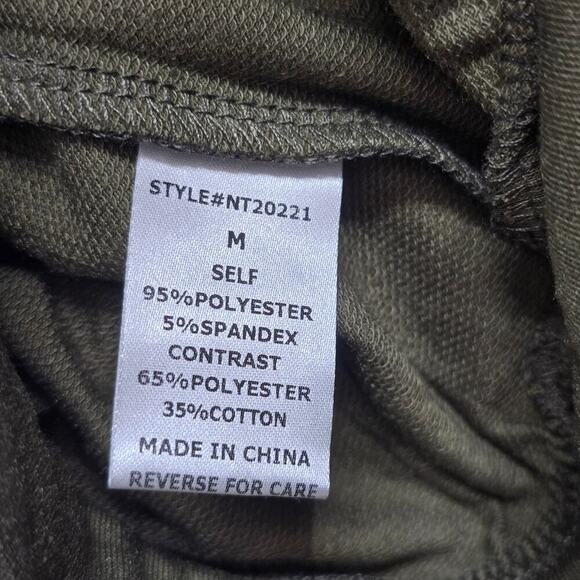 STYLE#NT20221
M
SELF
95%POLYESTER
5%SPANDEX
CONTRAST
65%POLYESTER
35%COTTON
MADE IN CHINA
REVERSE FOR CARE